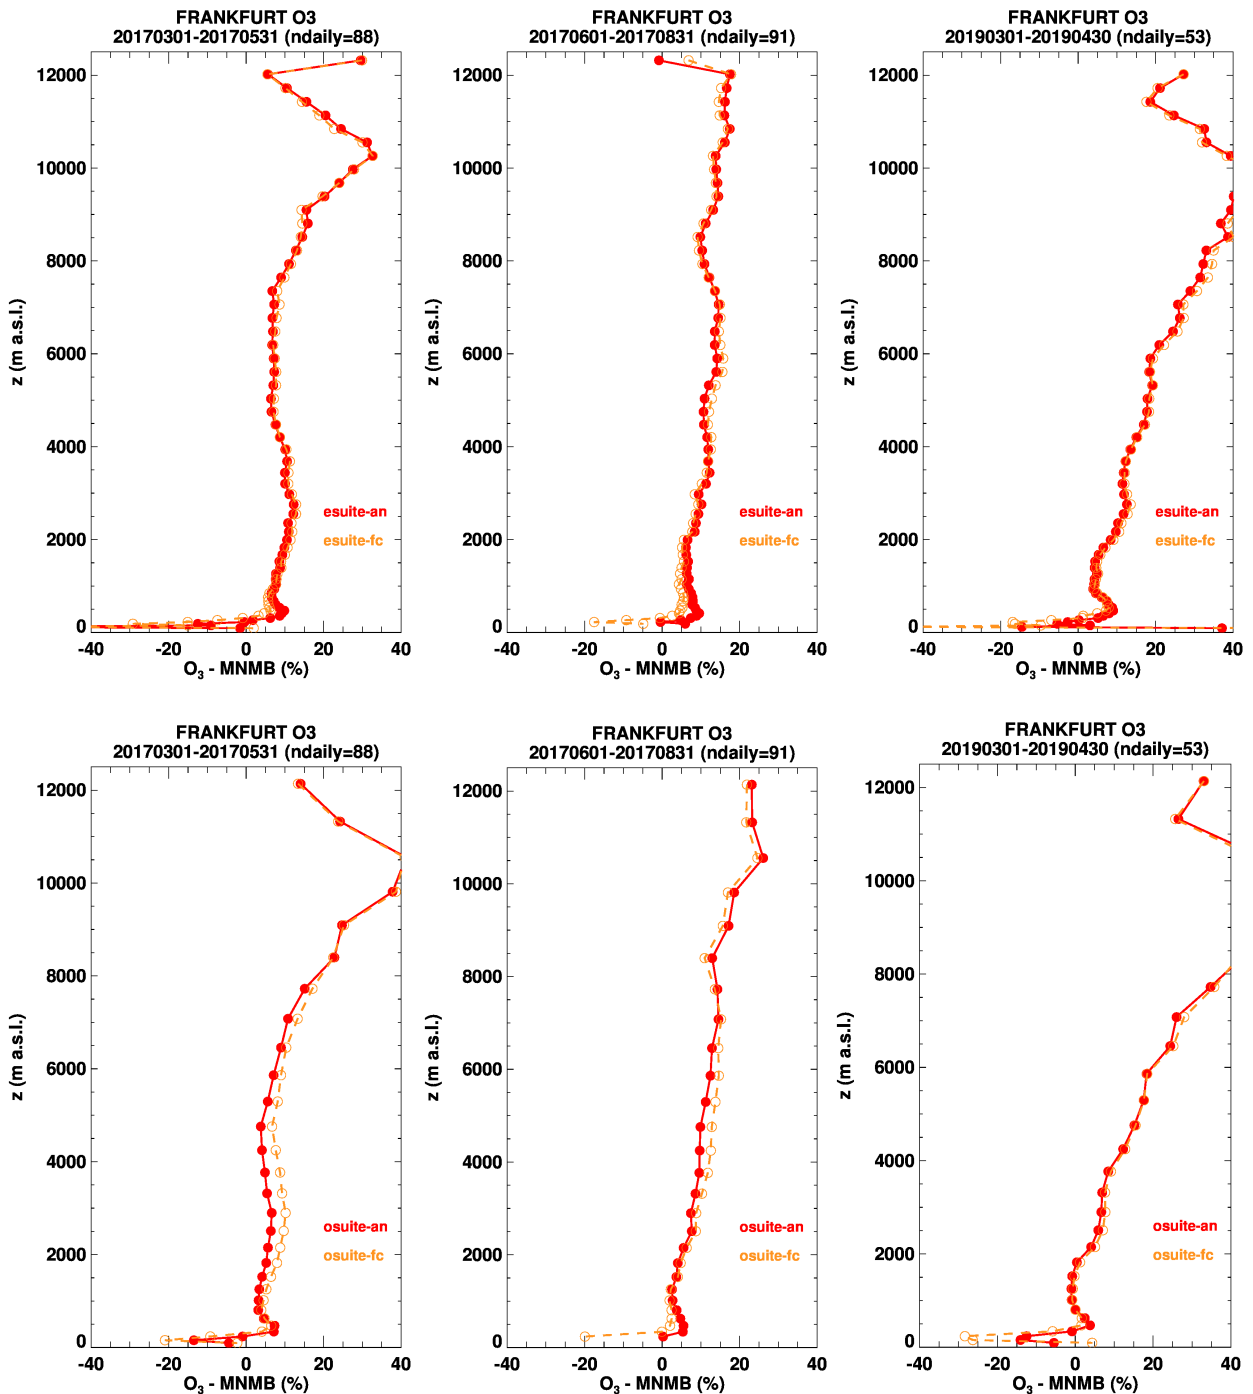 FRANKFURT O3
20170301-20170531 (ndaily=88)
12000
10000
8000
6000
4000
2000
0
z (m a.s.l.)
esuite-an
esuite-fc
-40
-20
0
20
40
O3 - MNMB (%)
FRANKFURT O3
20170601-20170831 (ndaily=91)
12000
10000
8000
6000
4000
2000
0
z (m a.s.l.)
esuite-an
esuite-fc
-40
-20
0
20
40
O3 - MNMB (%)
FRANKFURT O3
20190301-20190430 (ndaily=53)
12000
10000
8000
6000
4000
2000
0
z (m a.s.l.)
esuite-an
esuite-fc
-40
-20
0
20
40
O3 - MNMB (%)
FRANKFURT O3
20170301-20170531 (ndaily=88)
12000
10000
8000
6000
4000
2000
0
z (m a.s.l.)
osuite-an
osuite-fc
-40
-20
0
20
40
O3 - MNMB (%)
FRANKFURT O3
20170601-20170831 (ndaily=91)
12000
10000
8000
6000
4000
2000
0
z (m a.s.l.)
osuite-an
osuite-fc
-40
-20
0
20
40
O3 - MNMB (%)
FRANKFURT O3
20190301-20190430 (ndaily=53)
12000
10000
8000
6000
4000
2000
0
z (m a.s.l.)
osuite-an
osuite-fc
-40
-20
0
20
40
O3 - MNMB (%)